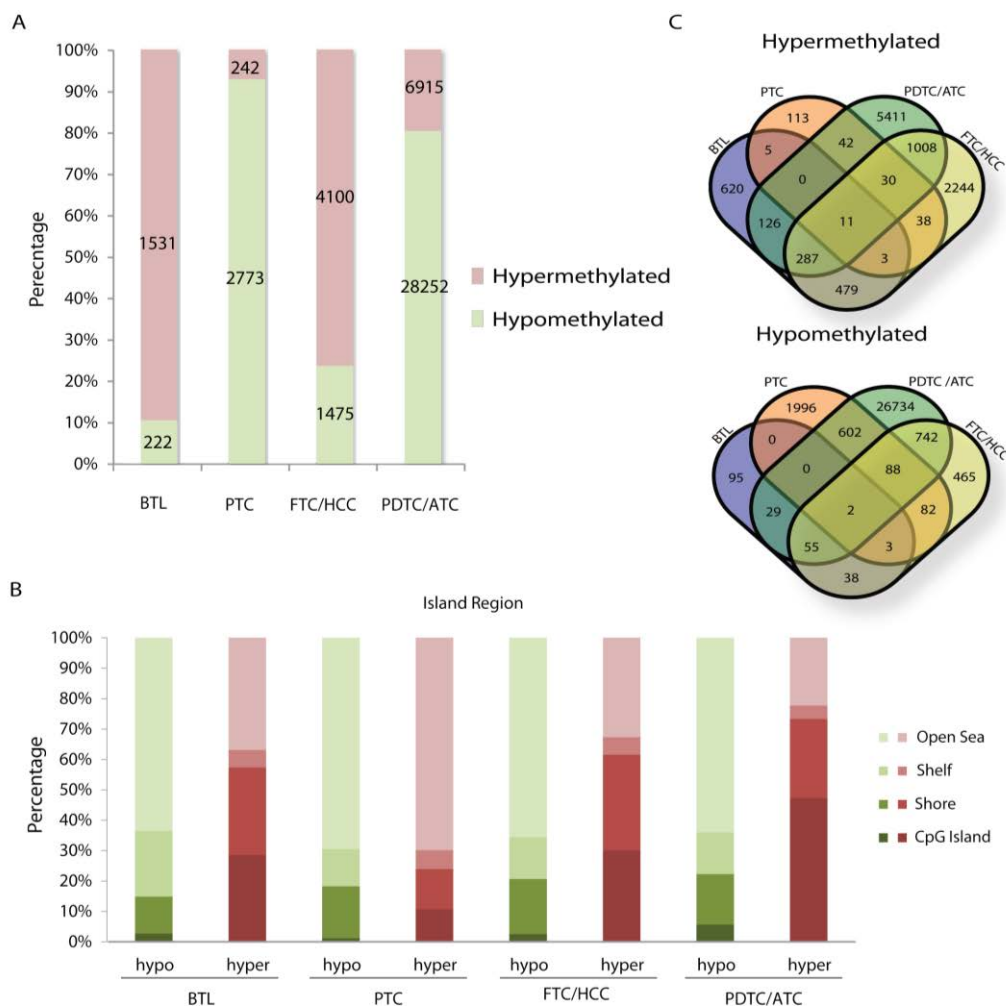 A
100%
90%
80%
70%
60%
50%
40%
30%
20%
10%
0%
Perecntage
242
6915
1531
4100
2773
28252
1475
222
BTL
PTC
FTC/HCC
PDTC/ATC
Hypermethylated
Hypomethylated
C
Hypermethylated
PTC
PDTC/ATC
BTL
FTC/HCC
113
5411
5
42
1008
620
0
30
2244
126
11
38
287
3
479
Hypomethylated
PTC
PDTC /ATC
BTL
FTC/HCC
1996
26734
0
602
742
95
0
88
465
29
2
82
55
3
38
B
Island Region
100%
90%
80%
70%
60%
50%
40%
30%
20%
10%
0%
Percentage
Open Sea
Shelf
Shore
CpG Island
hypo hyper hypo hyper hypo hyper hypo hyper
BTL PTC FTC/HCC PDTC/ATC